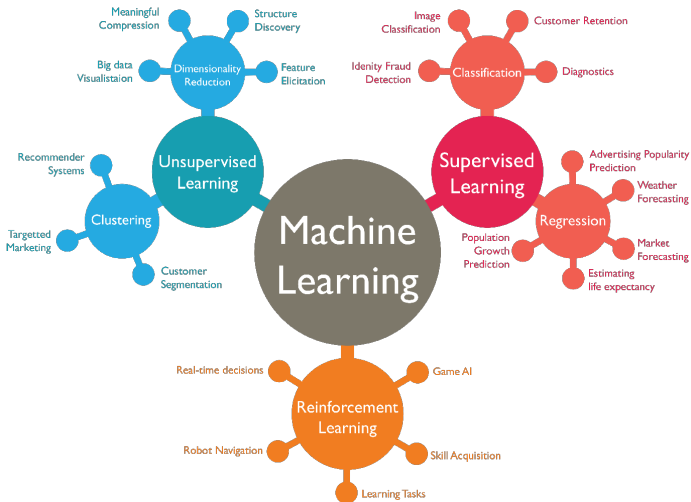 Meaningful
Compression
Structure
Discovery
Big data
Visualistaion
Dimensionality
Reduction
Feature
Elicitation
Unsupervised
Learning
Recommender
Systems
Clustering
Targetted
Marketing
Customer
Segmentation
Image
Classification
Customer Retention
Idenity Fraud
Detection
Classification
Diagnostics
Supervised
Learning
Advertising Popularity
Prediction
Weather
Forecasting
Regression
Population
Growth
Prediction
Market
Forecasting
Estimating
life expectancy
Machine
Learning
Real-time decisions
Game AI
Reinforcement
Learning
Robot Navigation
Skill Acquisition
Learning Tasks